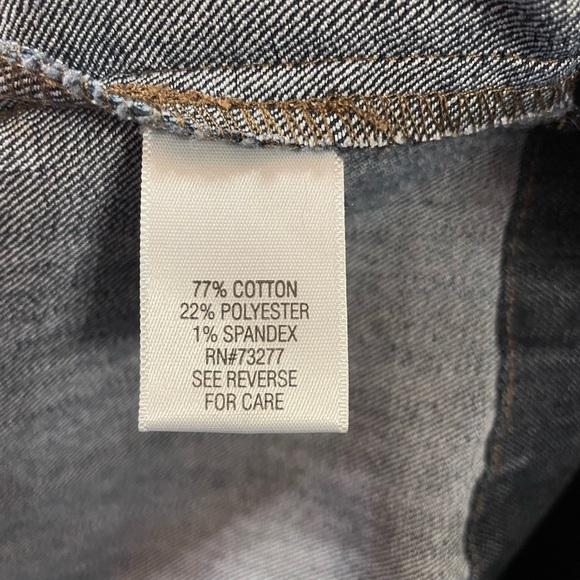 77% COTTON
22% POLYESTER
1% SPANDEX
RN#73277
SEE REVERSE
FOR CARE